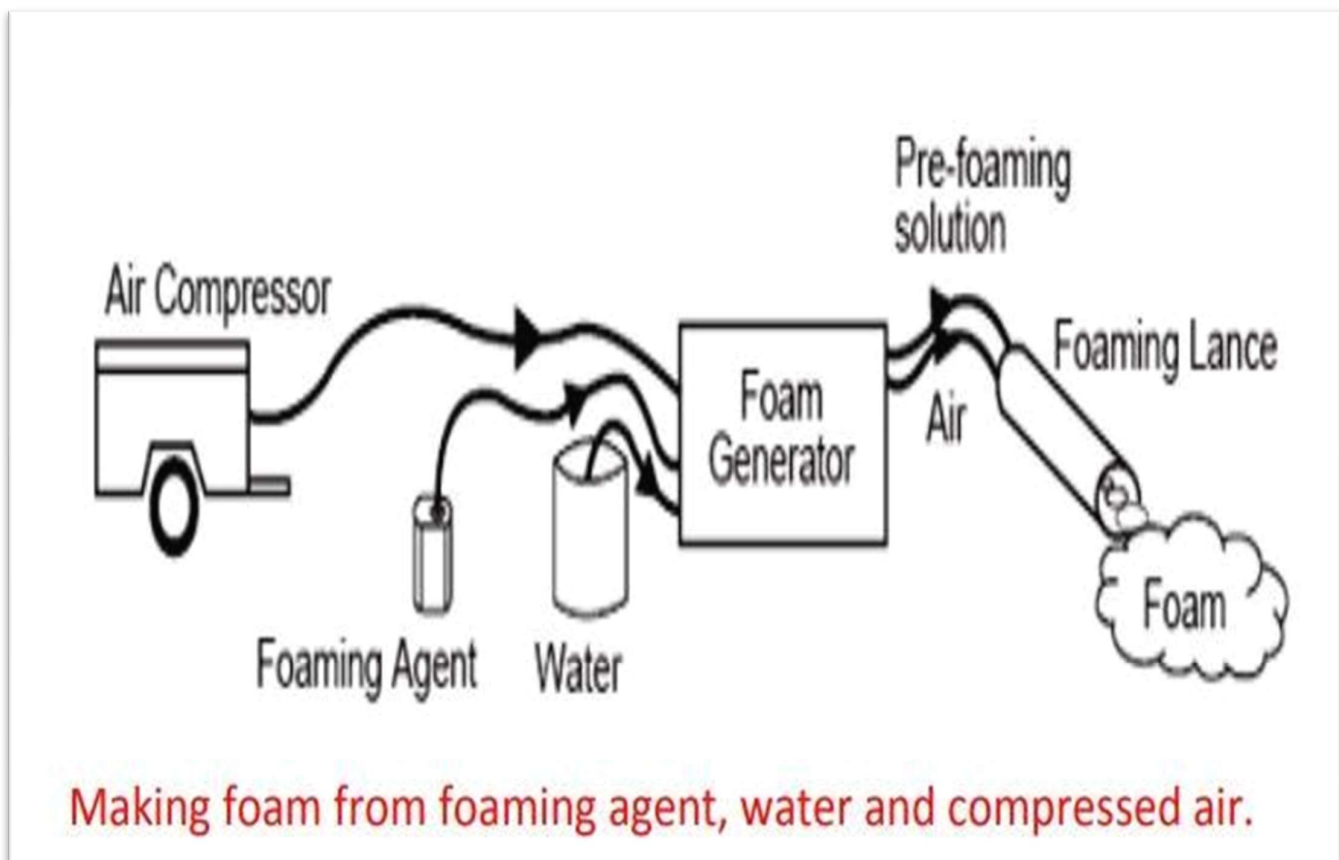 Pre-foaming
solution
Air Compressor
Foaming Lance
Foam
Generator
Air
Foam
Foaming Agent
Water
Making foam from foaming agent, water and compressed air.